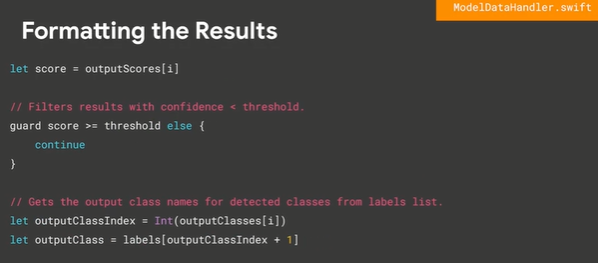 ModelDataHandler.swift
Formatting the Results
let score = outputScores[i]
// Filters results with confidence < threshold.
guard score >= threshold else {
    continue
}
// Gets the output class names for detected classes from labels list.
let outputClassIndex = Int(outputClasses[i])
let outputClass = labels[outputClassIndex + 1]